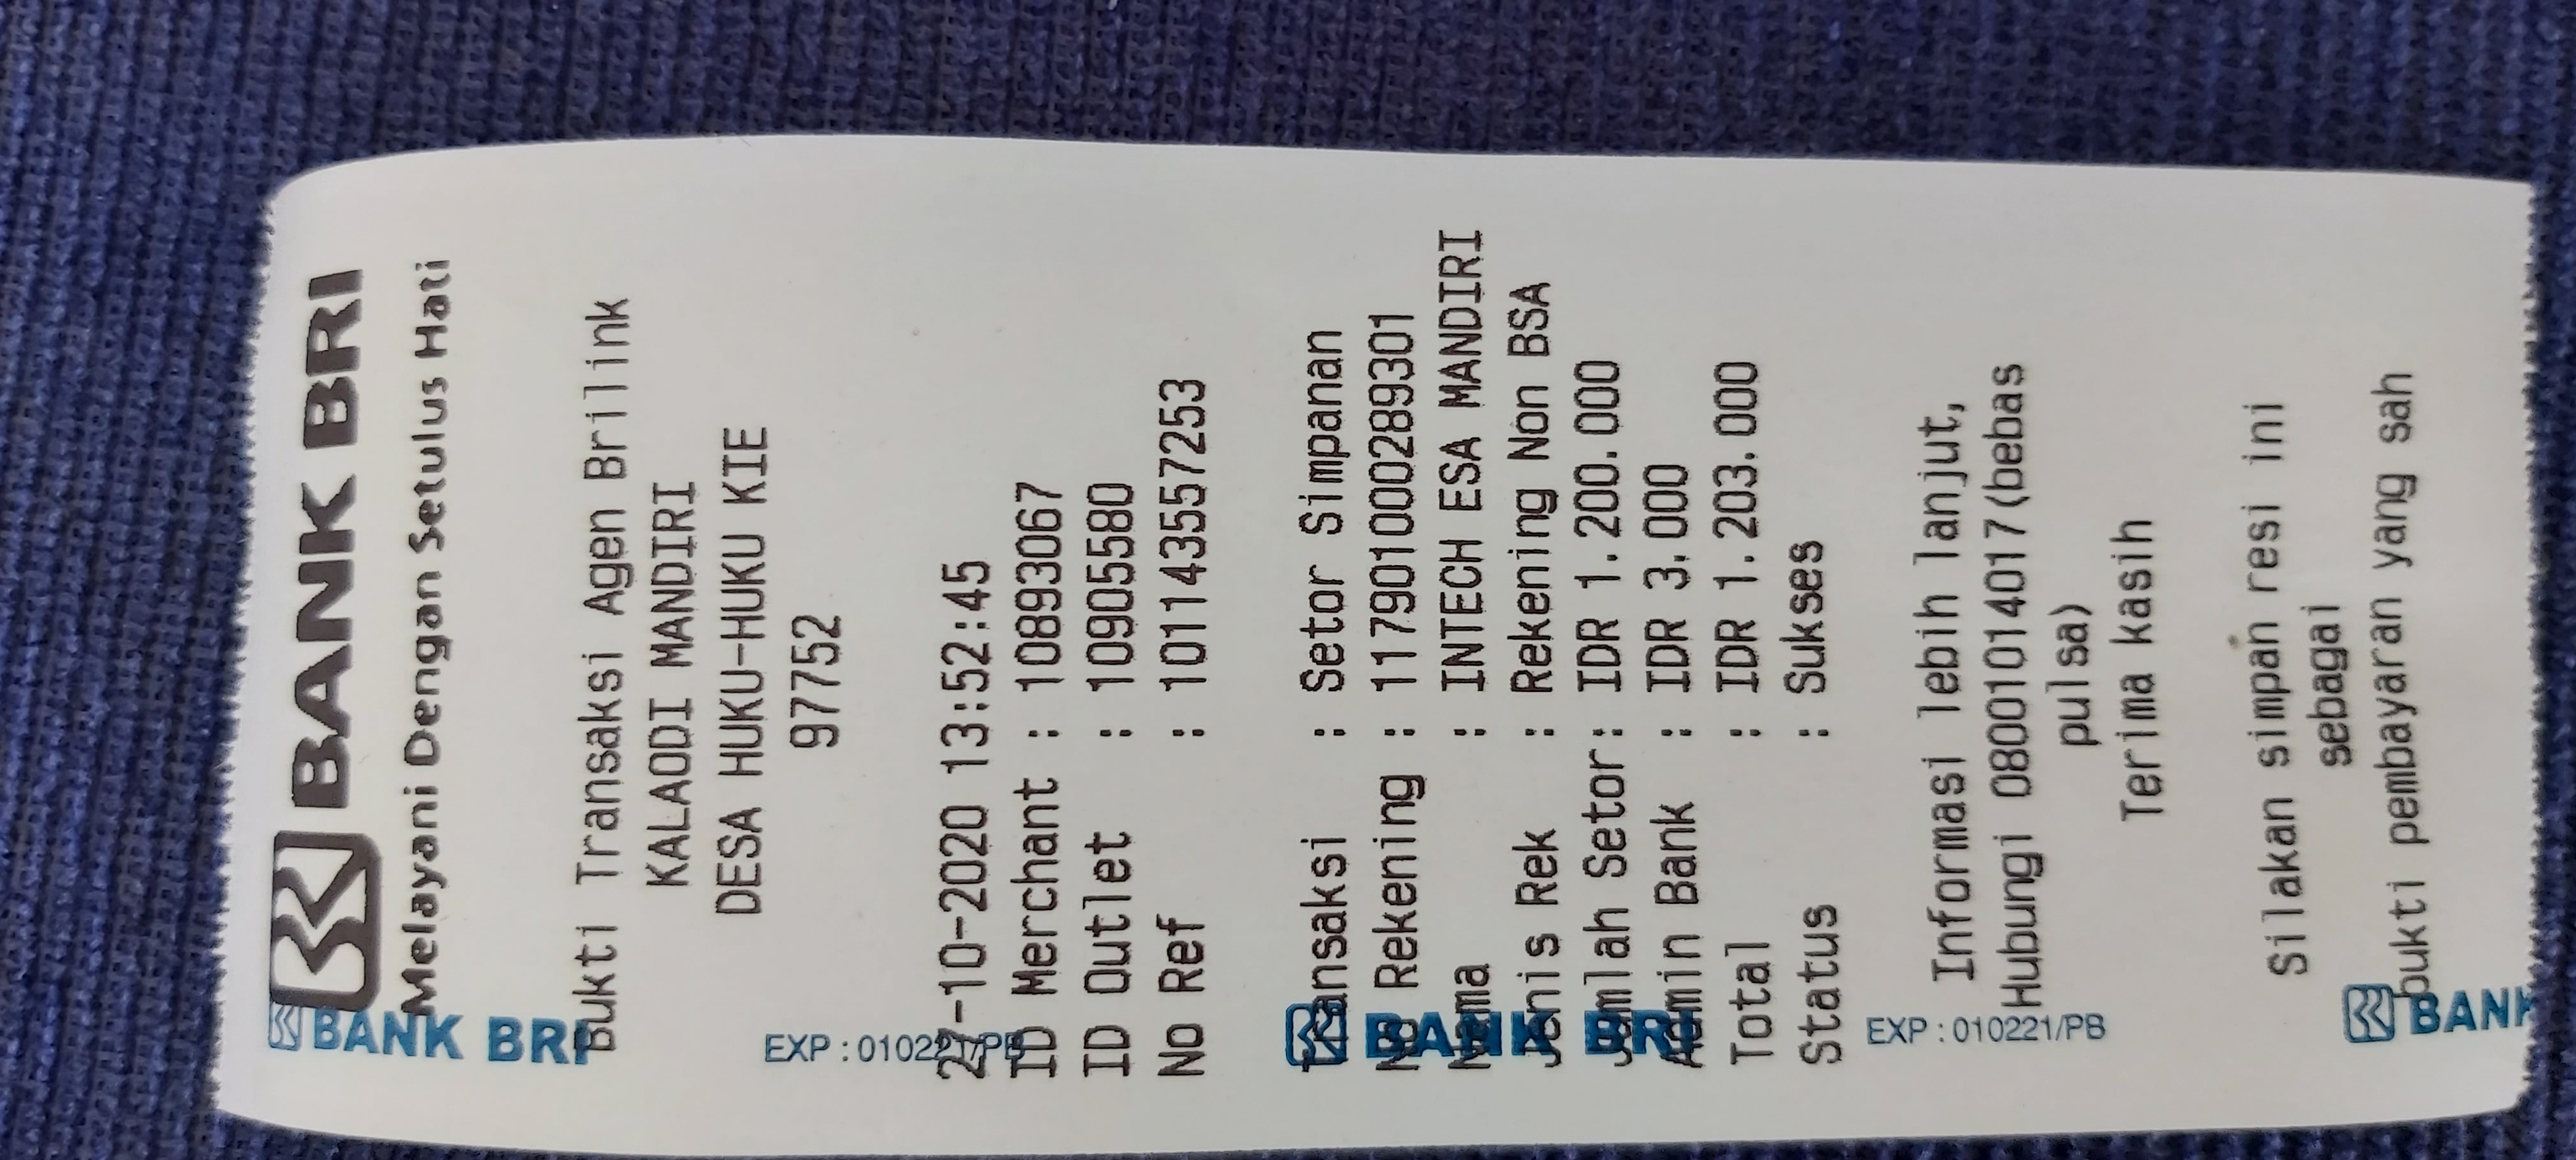 BANK BRI
Melayani Dengan Setulus Hati
Bukti Transaksi Agen Brilink
KALAODI MANDIRI
DESA HUKU-HUKU KIE
97752
27-10-2020 13:52:45
ID Merchant : 10893067
ID Outlet : 10905580
No Ref : 101143557253
Transaksi : Setor Simpanan
No Rekening : 117901000289301
Nama : INTECH ESA MANDIRI
Jenis Rek : Rekening Non BSA
Jumlah Setor: IDR 1.200.000
Admin Bank : IDR 3.000
Total : IDR 1.203.000
Status : Sukses
Informasi lebih lanjut,
Hubungi 08001014017(bebas
pulsa)
Terima kasih
Silakan simpan resi ini
sebagai
bukti pembayaran yang sah
BANK BRI
EXP : 010221/PB
BANK BRI
EXP : 010221/PB
BANK